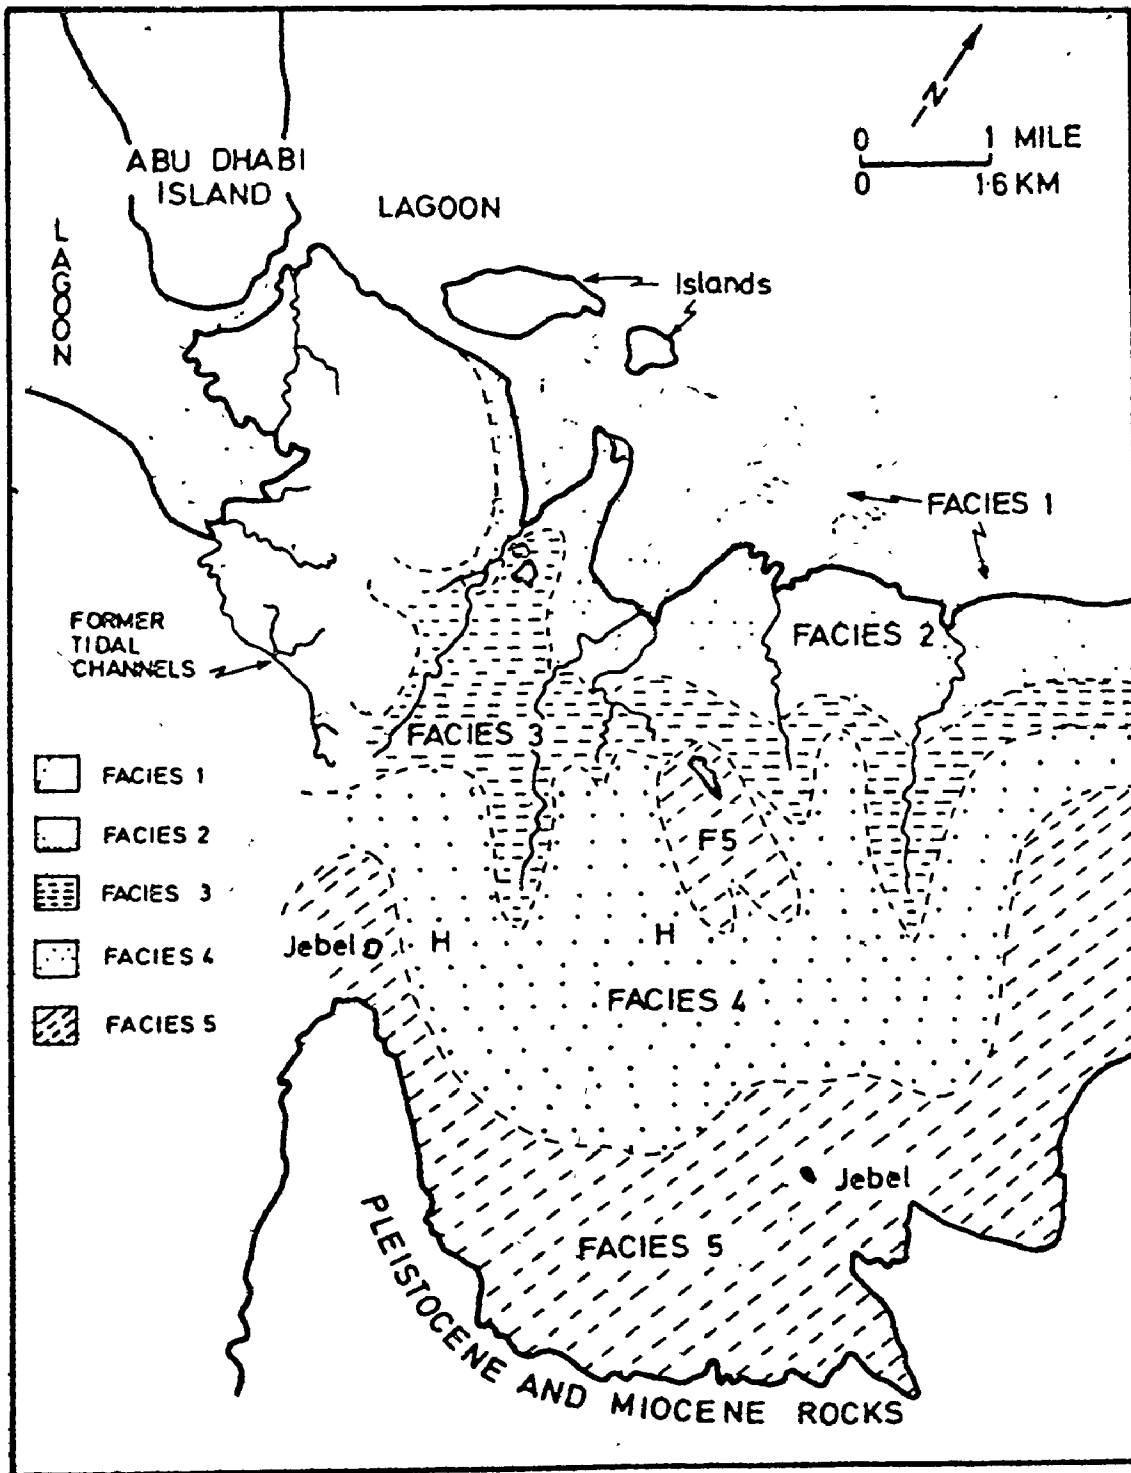 N
0 1 MILE
0 1·6 KM
ABU DHABI
ISLAND
LAGOON
LAGOON
Islands
FACIES 1
FORMER
TIDAL
CHANNELS
FACIES 2
FACIES 3
FACIES 1
FACIES 2
FACIES 3
FACIES 4
FACIES 5
F5
Jebel
H
H
FACIES 4
Jebel
FACIES 5
PLEISTOCENE AND MIOCENE ROCKS